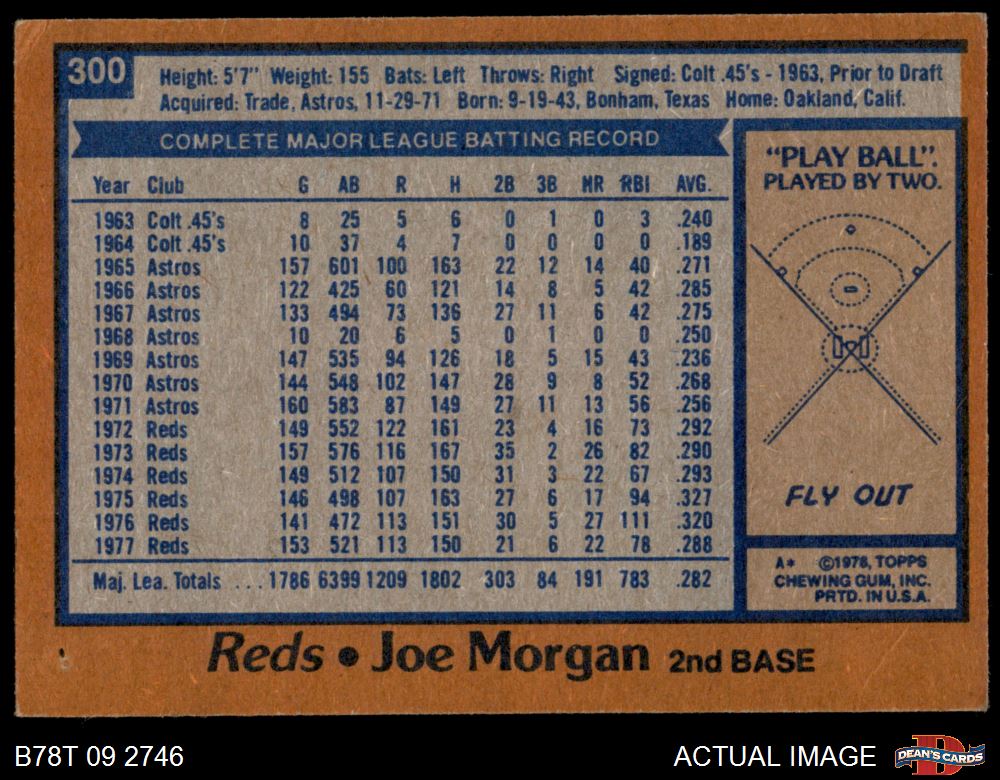 300
Height: 5'7" Weight: 155 Bats: Left Throws: Right Signed: Colt .45's - 1963, Prior to Draft
Acquired: Trade, Astros, 11-29-71 Born: 9-19-43, Bonham, Texas Home: Oakland, Calif.
COMPLETE MAJOR LEAGUE BATTING RECORD
Year Club G AB R H 2B 3B HR RBI AVG.
1963 Colt .45's 8 25 5 6 0 1 0 3 .240
1964 Colt .45's 10 37 4 7 0 0 0 0 .189
1965 Astros 157 601 100 163 22 12 14 40 .271
1966 Astros 122 425 60 121 14 8 5 42 .285
1967 Astros 133 494 73 136 27 11 6 42 .275
1968 Astros 10 20 6 5 0 1 0 0 .250
1969 Astros 147 535 94 126 18 5 15 43 .236
1970 Astros 144 548 102 147 28 9 8 52 .268
1971 Astros 160 583 87 149 27 11 13 56 .256
1972 Reds 149 552 122 161 23 4 16 73 .292
1973 Reds 157 576 116 167 35 2 26 82 .290
1974 Reds 149 512 107 150 31 3 22 67 .293
1975 Reds 146 498 107 163 27 6 17 94 .327
1976 Reds 141 472 113 151 30 5 27 111 .320
1977 Reds 153 521 113 150 21 6 22 78 .288
Maj. Lea. Totals ... 1786 6399 1209 1802 303 84 191 783 .282
"PLAY BALL".
PLAYED BY TWO.
FLY OUT
A* ©1978, TOPPS
CHEWING GUM, INC.
PRTD. IN U.S.A.
Reds • Joe Morgan 2nd BASE
B78T 09 2746
ACTUAL IMAGE
DEAN'S CARDS